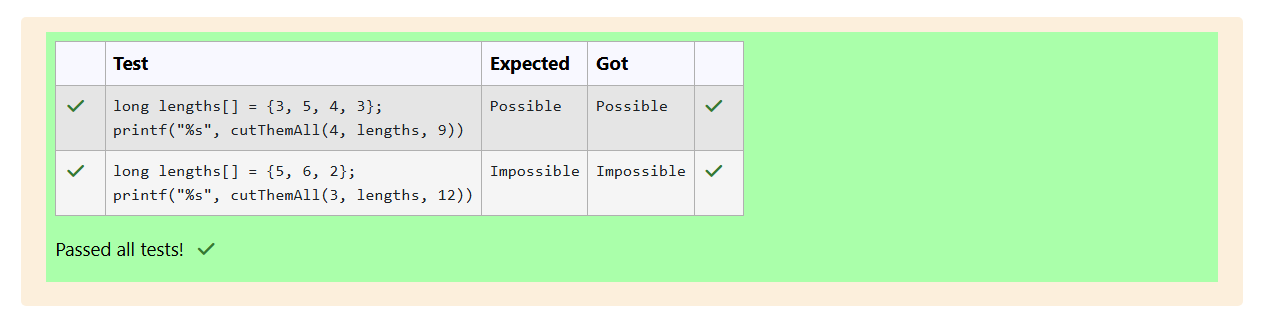 Test Expected Got
long lengths[] = {3, 5, 4, 3}; Possible Possible
printf("%s", cutThemAll(4, lengths, 9))
long lengths[] = {5, 6, 2}; Impossible Impossible
printf("%s", cutThemAll(3, lengths, 12))
Passed all tests!